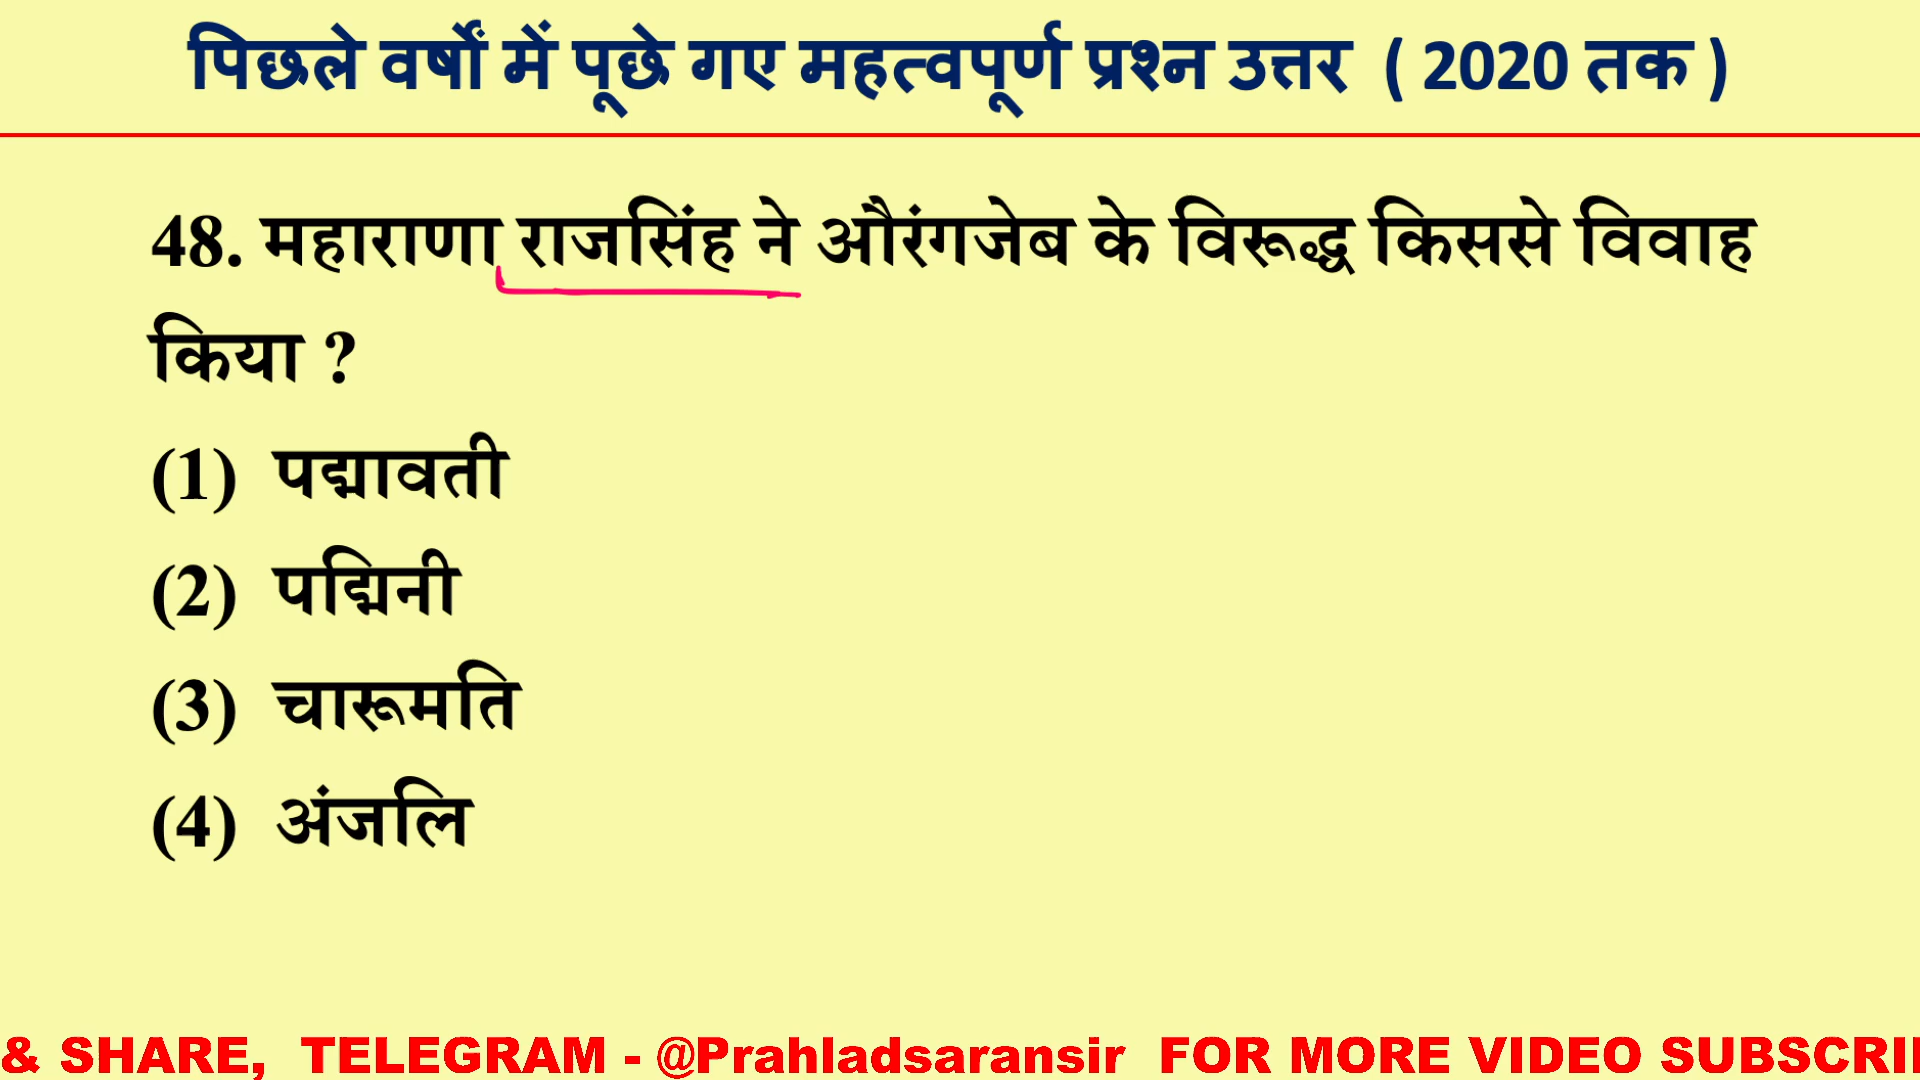 पिछले वर्षों में पूछे गए महत्वपूर्ण प्रश्न उत्तर ( 2020 तक )
48. महाराणा राजसिंह ने औरंगजेब के विरूद्ध किससे विवाह
किया ?
(1) पद्मावती
(2) पद्मिनी
(3) चारूमति
(4) अंजलि
& SHARE, TELEGRAM - @Prahladsaransir FOR MORE VIDEO SUBSCRI